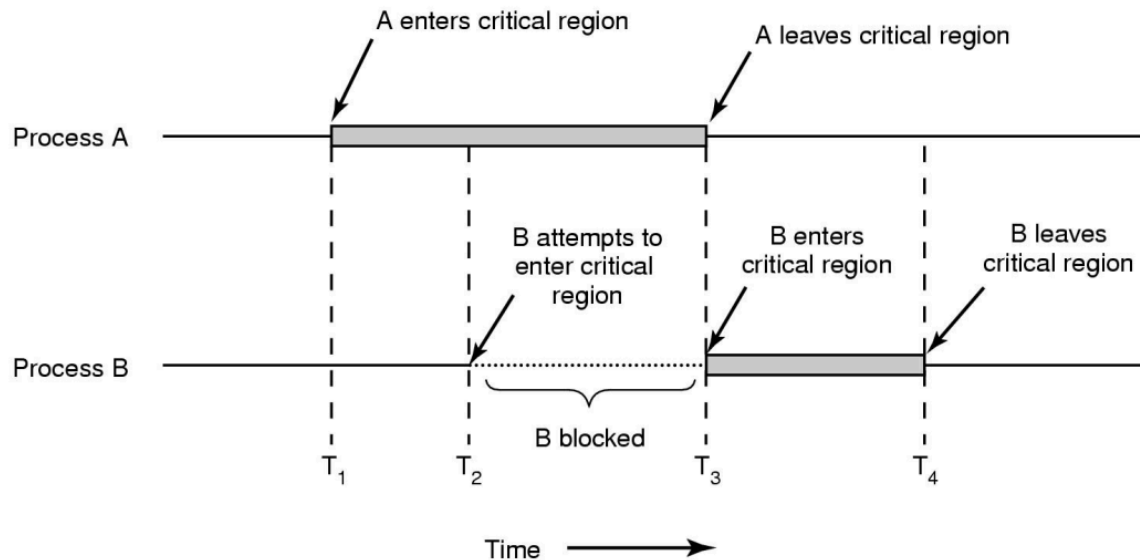 A enters critical region
A leaves critical region
Process A
B attempts to
enter critical
region
B enters
critical region
B leaves
critical region
Process B
B blocked
T1
T2
T3
T4
Time